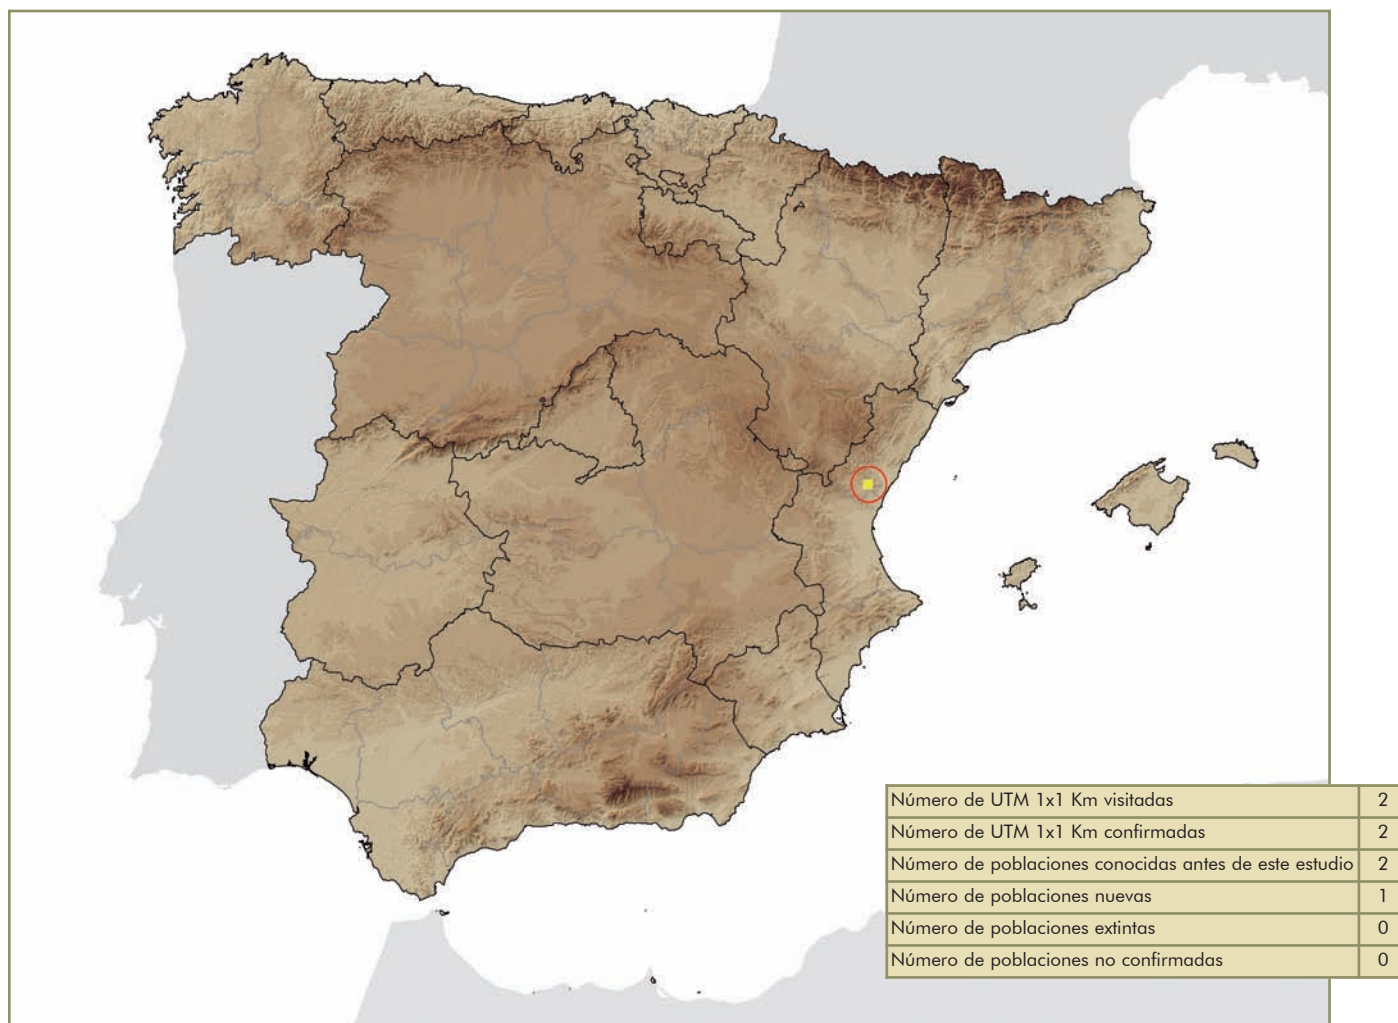 Número de UTM 1x1 Km visitadas 2
Número de UTM 1x1 Km confirmadas 2
Número de poblaciones conocidas antes de este estudio 2
Número de poblaciones nuevas 1
Número de poblaciones extintas 0
Número de poblaciones no confirmadas 0